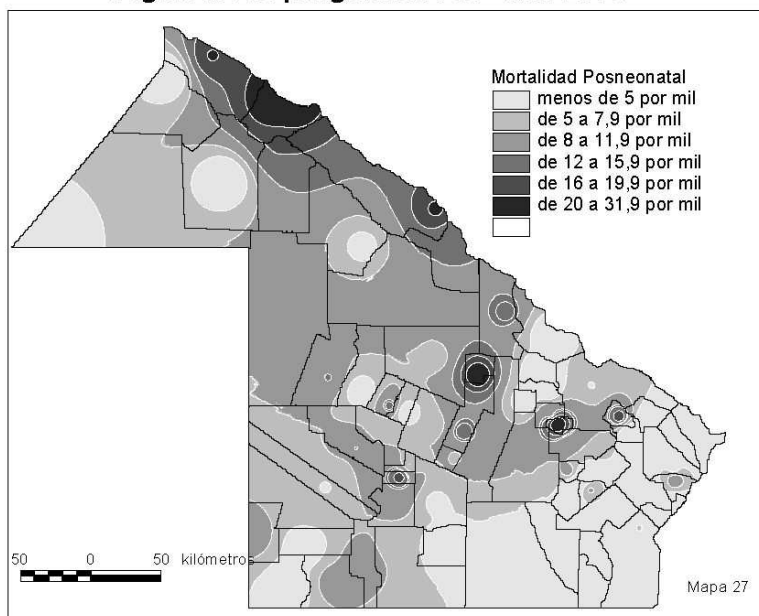 Mortalidad Posneonatal
menos de 5 por mil
de 5 a 7,9 por mil
de 8 a 11,9 por mil
de 12 a 15,9 por mil
de 16 a 19,9 por mil
de 20 a 31,9 por mil
50 0 50 kilómetros
Mapa 27